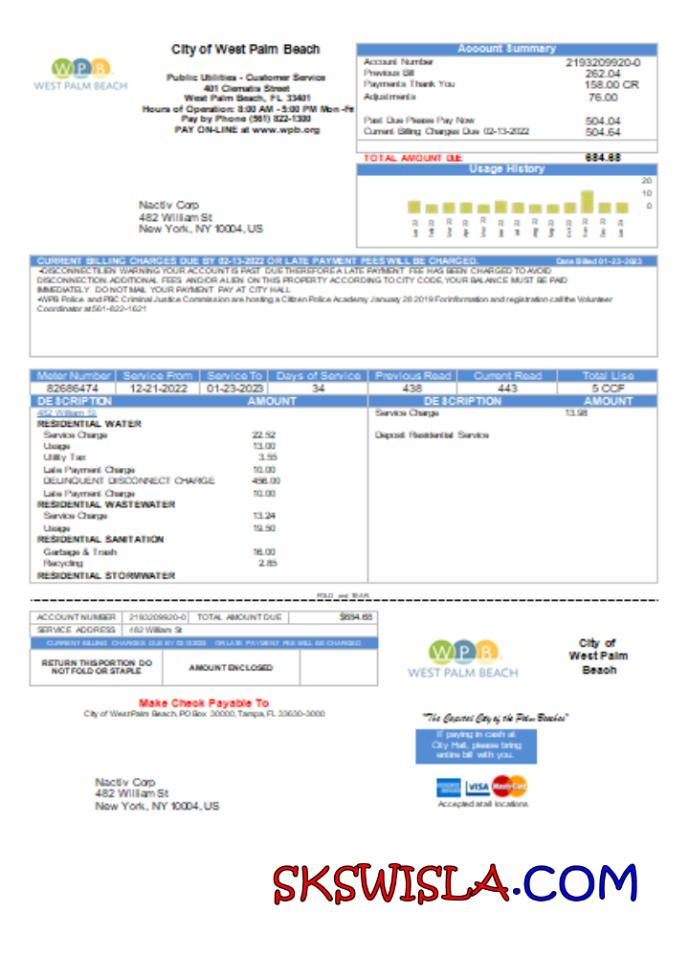 City of West Palm Beach
WPB
WEST PALM BEACH
Public Utilities - Customer Service
401 Clematis Street
West Palm Beach, FL 33401
Hours of Operation: 8:00 AM - 5:00 PM Mon -Fri
Pay by Phone (561) 822-1300
PAY ON-LINE at www.wpb.org
Account Summary
Account Number 2193209920-0
Previous Bill 262.04
Payments Thank You 158.00 CR
Adjustments 76.00
Past Due Please Pay Now 504.04
Current Billing Charges Due 02-13-2022 504.64
TOTAL AMOUNT DUE 684.68
Usage History
20
10
0
Nactiv Corp
482 William St
New York, NY 10004, US
CURRENT BILLING CHARGES DUE BY 02-13-2022 OR LATE PAYMENT FEES WILL BE CHARGED. Date Billed 01-23-2023
DISCONNECT/LIEN WARNING YOUR ACCOUNT IS PAST DUE THEREFORE A LATE PAYMENT FEE HAS BEEN CHARGED TO AVOID
DISCONNECTION. ADDITIONAL FEES AND/OR A LIEN ON THIS PROPERTY ACCORDING TO CITY CODE, YOUR BALANCE MUST BE PAID
IMMEDIATELY DO NOT MAIL YOUR PAYMENT PAY AT CITY HALL
WPB Police and PBC Criminal Justice Commission are hosting a Citizen Police Academy January 28 2019 For information and registration call the Volunteer
Coordinator at 561-822-1621
Meter Number Service From Service To Days of Service Previous Read Current Read Total Use
82686474 12-21-2022 01-23-2023 34 438 443 5 CCF
DESCRIPTION AMOUNT DESCRIPTION AMOUNT
482 William St
Service Charge 13.98
RESIDENTIAL WATER
Service Charge 22.52
Deposit Residential Service
Usage 13.00
Utility Tax 3.55
Late Payment Charge 10.00
DELINQUENT DISCONNECT CHARGE 456.00
Late Payment Charge 10.00
RESIDENTIAL WASTEWATER
Service Charge 13.24
Usage 19.50
RESIDENTIAL SANITATION
Garbage & Trash 16.00
Recycling 2.85
RESIDENTIAL STORMWATER
FOLD and TEAR
ACCOUNT NUMBER 2193209920-0 TOTAL AMOUNT DUE $684.68
SERVICE ADDRESS 482 William St
CURRENT BILLING CHARGES DUE BY OR LATE PAYMENT FEE WILL BE CHARGED
RETURN THIS PORTION DO
NOT FOLD OR STAPLE
AMOUNT ENCLOSED
WPB
WEST PALM BEACH
City of
West Palm
Beach
Make Check Payable To
City of West Palm Beach, PO Box 30000, Tampa, FL 33630-3000
"The Capital City of the Palm Beaches"
If paying in cash at
City Hall, please bring
entire bill with you.
VISA MasterCard
Accepted at all locations
Nactiv Corp
482 William St
New York, NY 10004, US
SKSWISLA.COM